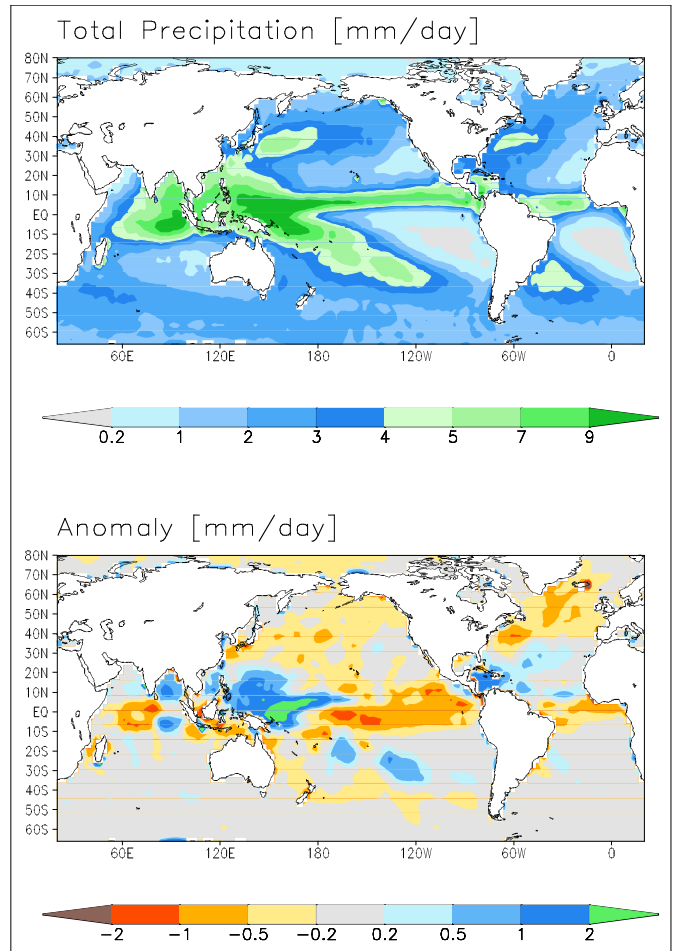 Total Precipitation [mm/day]
80N
70N
60N
50N
40N
30N
20N
10N
EQ
10S
20S
30S
40S
50S
60S
60E 120E 180 120W 60W 0
0.2 1 2 3 4 5 7 9
Anomaly [mm/day]
80N
70N
60N
50N
40N
30N
20N
10N
EQ
10S
20S
30S
40S
50S
60S
60E 120E 180 120W 60W 0
-2 -1 -0.5 -0.2 0.2 0.5 1 2